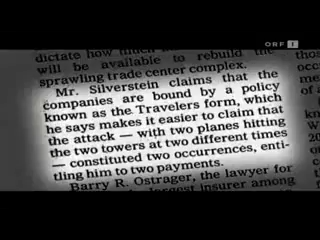 ORF 1
dictate how much
will be available to rebuild the
sprawling trade center complex.
Mr. Silverstein claims that the
companies are bound by a policy
known as the Travelers form, which
he says makes it easier to claim that
the attack — with two planes hitting
the two towers at two different times
— constituted two occurrences, enti-
tling him to two payments.
Barry R. Ostrager, the lawyer for
largest insurer among